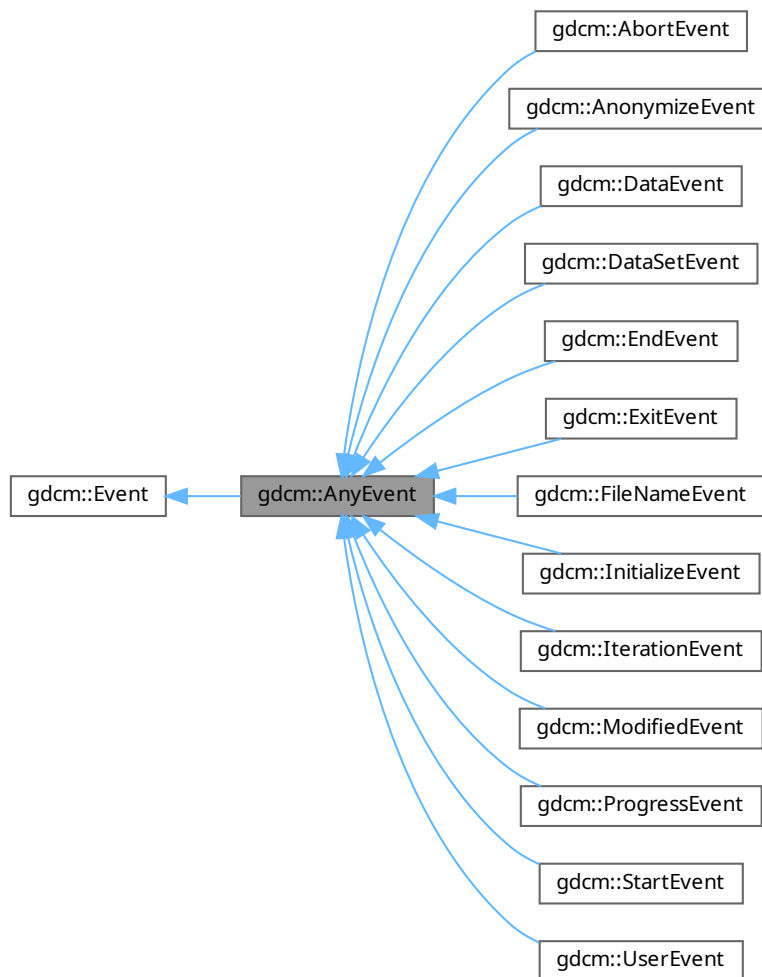 gdcm::AbortEvent
gdcm::AnonymizeEvent
gdcm::DataEvent
gdcm::DataSetEvent
gdcm::EndEvent
gdcm::ExitEvent
gdcm::Event
gdcm::AnyEvent
gdcm::FileNameEvent
gdcm::InitializeEvent
gdcm::IterationEvent
gdcm::ModifiedEvent
gdcm::ProgressEvent
gdcm::StartEvent
gdcm::UserEvent